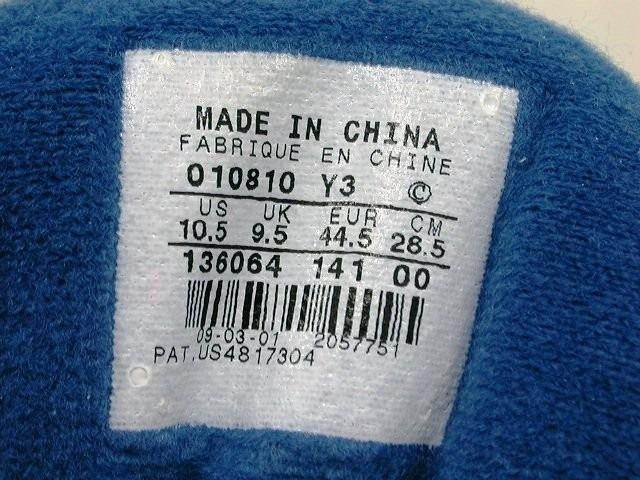 MADE IN CHINA
FABRIQUE EN CHINE
010810 Y3 ©
US UK EUR CM
10.5 9.5 44.5 28.5
136064 141 00
09-03-01 2057751
PAT.US4817304